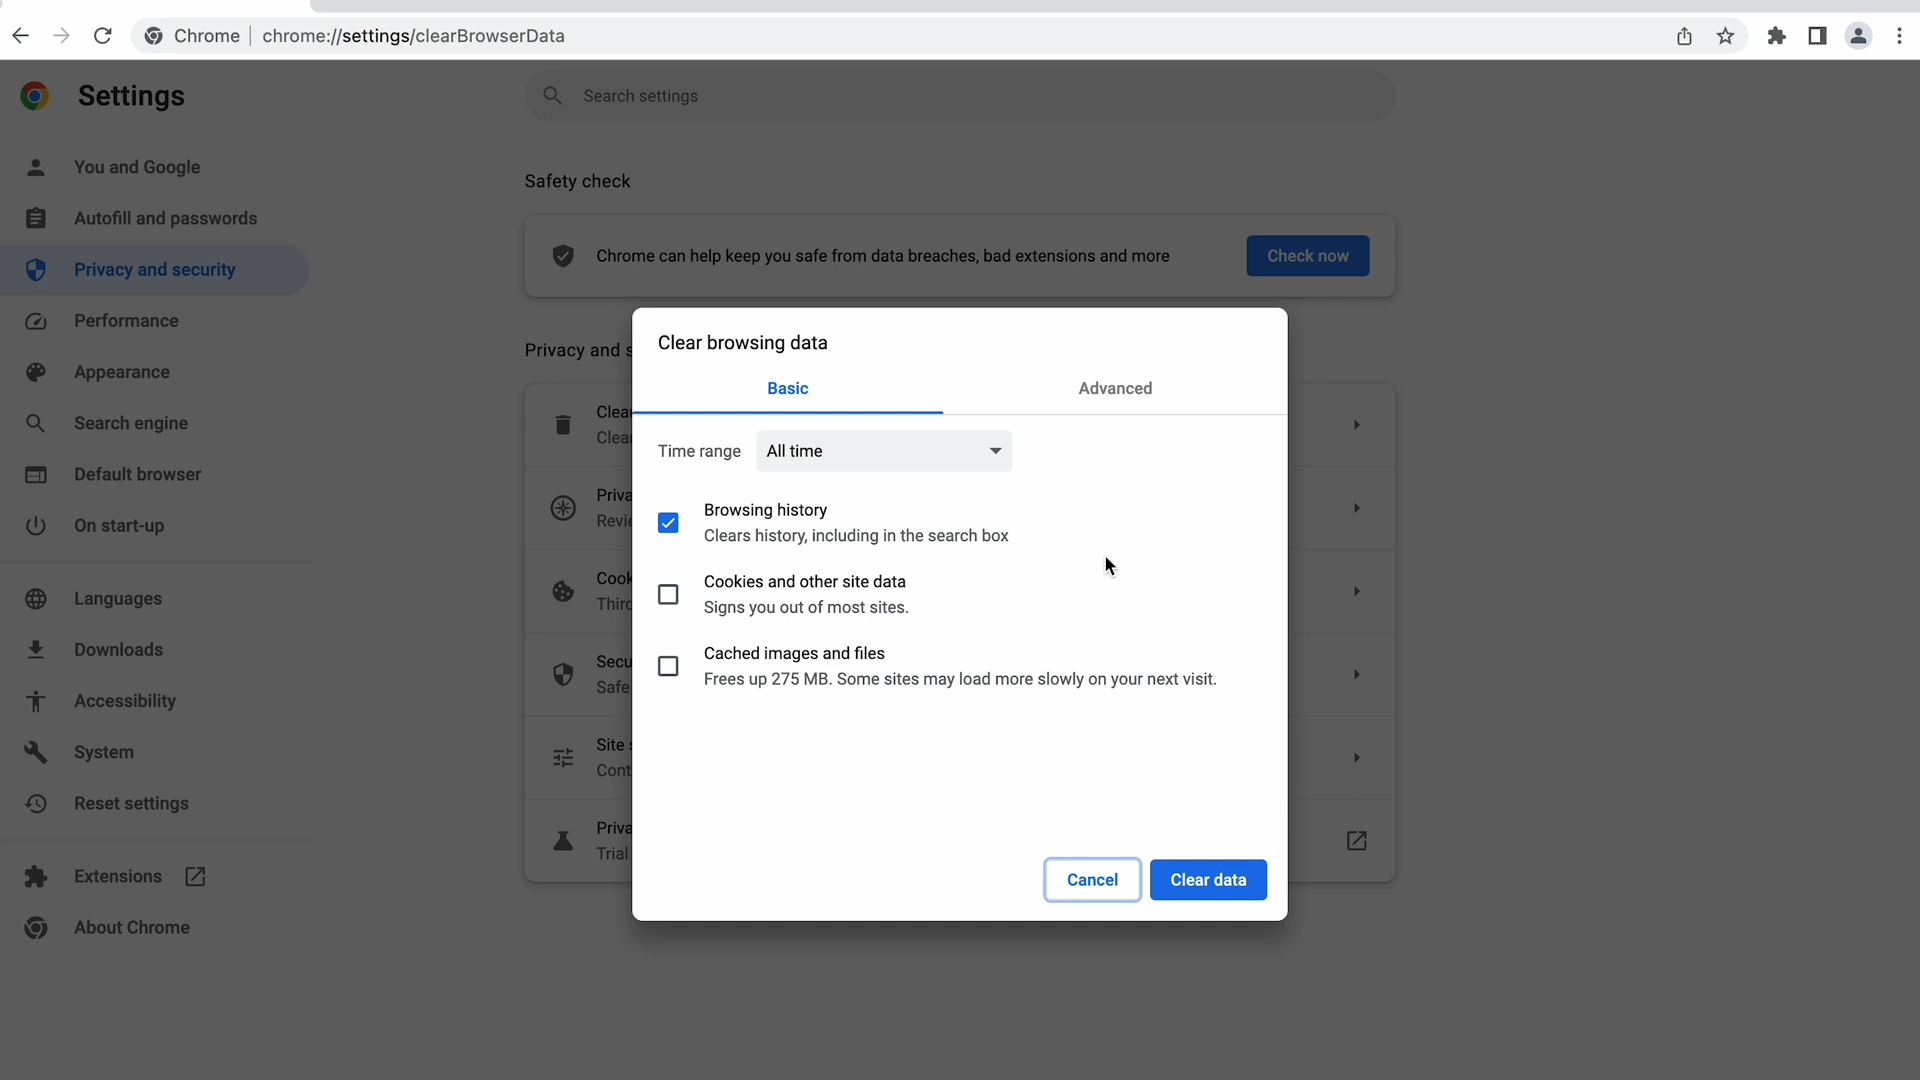 Chrome | chrome://settings/clearBrowserData
Settings
Search settings
You and Google
Autofill and passwords
Privacy and security
Performance
Appearance
Search engine
Default browser
On start-up
Languages
Downloads
Accessibility
System
Reset settings
Extensions
About Chrome
Safety check
Chrome can help keep you safe from data breaches, bad extensions and more
Check now
Privacy and s
Clea
Clea
Priva
Revie
Cook
Third
Secu
Safe
Site s
Cont
Priva
Trial
Clear browsing data
Basic
Advanced
Time range
All time
Browsing history
Clears history, including in the search box
Cookies and other site data
Signs you out of most sites.
Cached images and files
Frees up 275 MB. Some sites may load more slowly on your next visit.
Cancel
Clear data